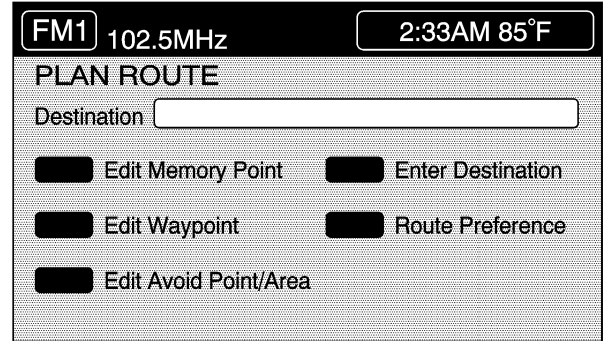 FM1 102.5MHz 2:33AM 85°F
PLAN ROUTE
Destination
Edit Memory Point Enter Destination
Edit Waypoint Route Preference
Edit Avoid Point/Area